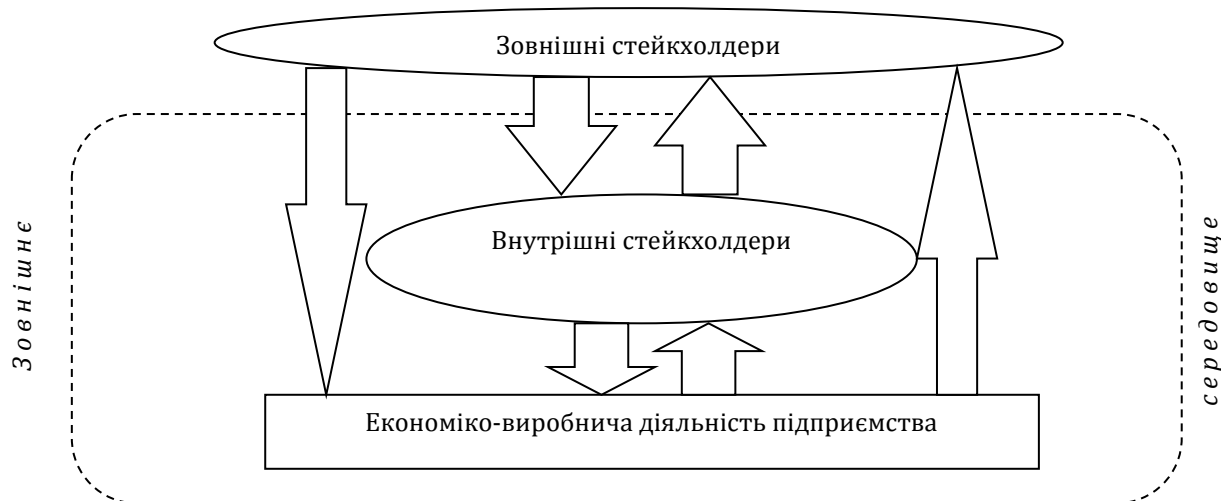 Зовнішні стейкхолдери
Зовнішнє
Внутрішні стейкхолдери
середовище
Економіко-виробнича діяльність підприємства